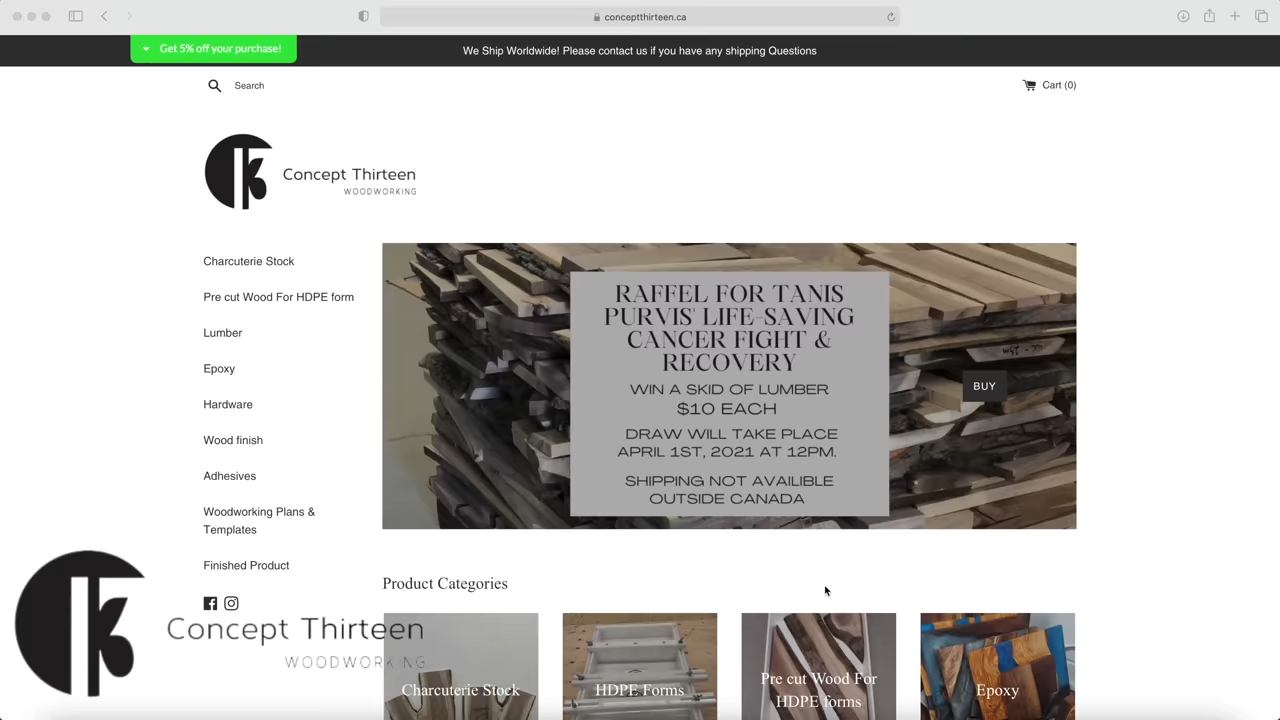 conceptthirteen.ca
Get 5% off your purchase!
We Ship Worldwide! Please contact us if you have any shipping Questions
Search
Cart (0)
Concept Thirteen
WOODWORKING
Charcuterie Stock
Pre cut Wood For HDPE form
Lumber
Epoxy
Hardware
Wood finish
Adhesives
Woodworking Plans &
Templates
Finished Product
RAFFEL FOR TANIS
PURVIS' LIFE-SAVING
CANCER FIGHT &
RECOVERY
WIN A SKID OF LUMBER
$10 EACH
DRAW WILL TAKE PLACE
APRIL 1ST, 2021 AT 12PM.
SHIPPING NOT AVAILIBLE
OUTSIDE CANADA
BUY
Product Categories
Charcuterie Stock
HDPE Forms
Pre cut Wood For
HDPE forms
Epoxy
Concept Thirteen
WOODWORKING